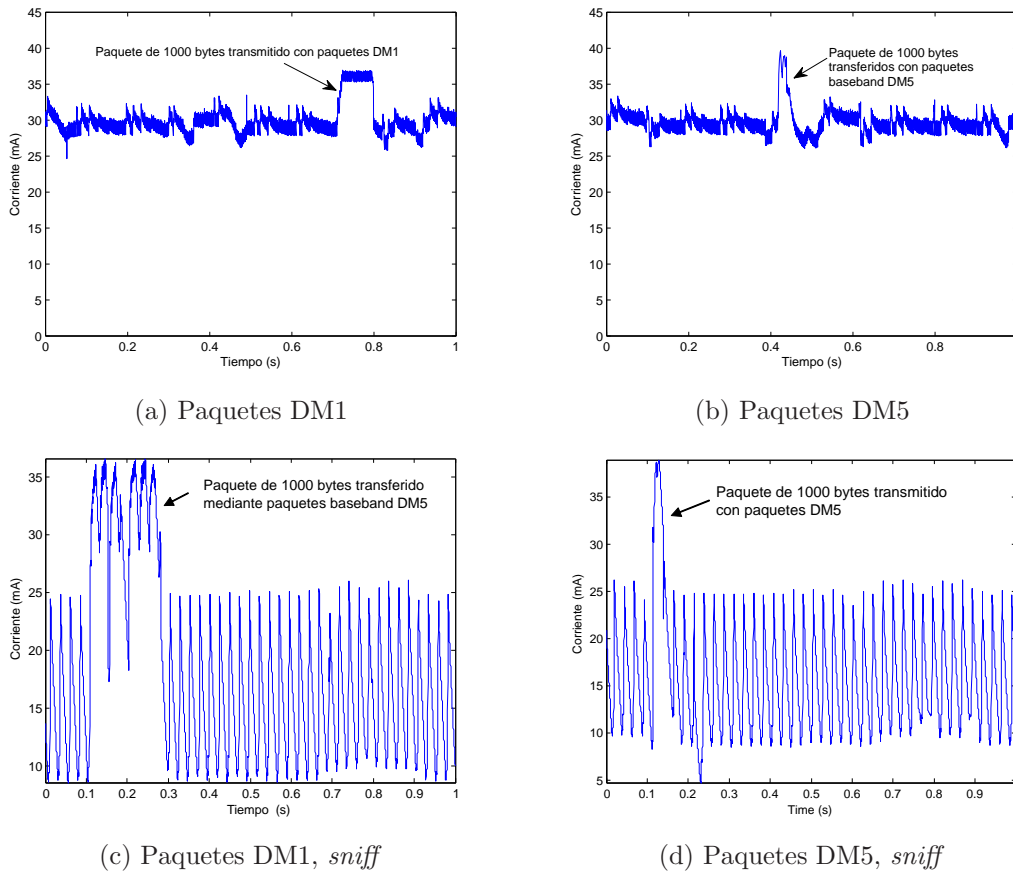 45
40
35
30
25
20
15
10
5
0
Corriente (mA)
Paquete de 1000 bytes transmitido con paquetes DM1
0 0.2 0.4 0.6 0.8 1
Tiempo (s)
(a) Paquetes DM1
45
40
35
30
25
20
15
10
5
0
Corriente (mA)
Paquete de 1000 bytes
transferidos con paquetes
baseband DM5
0 0.2 0.4 0.6 0.8
Tiempo (s)
(b) Paquetes DM5
35
30
25
20
15
10
Corriente (mA)
Paquete de 1000 bytes transferido
mediante paquetes baseband DM5
0 0.1 0.2 0.3 0.4 0.5 0.6 0.7 0.8 0.9 1
Tiempo (s)
(c) Paquetes DM1, sniff
35
30
25
20
15
10
5
Corriente (mA)
Paquete de 1000 bytes transmitido
con paquetes DM5
0 0.1 0.2 0.3 0.4 0.5 0.6 0.7 0.8 0.9
Time (s)
(d) Paquetes DM5, sniff